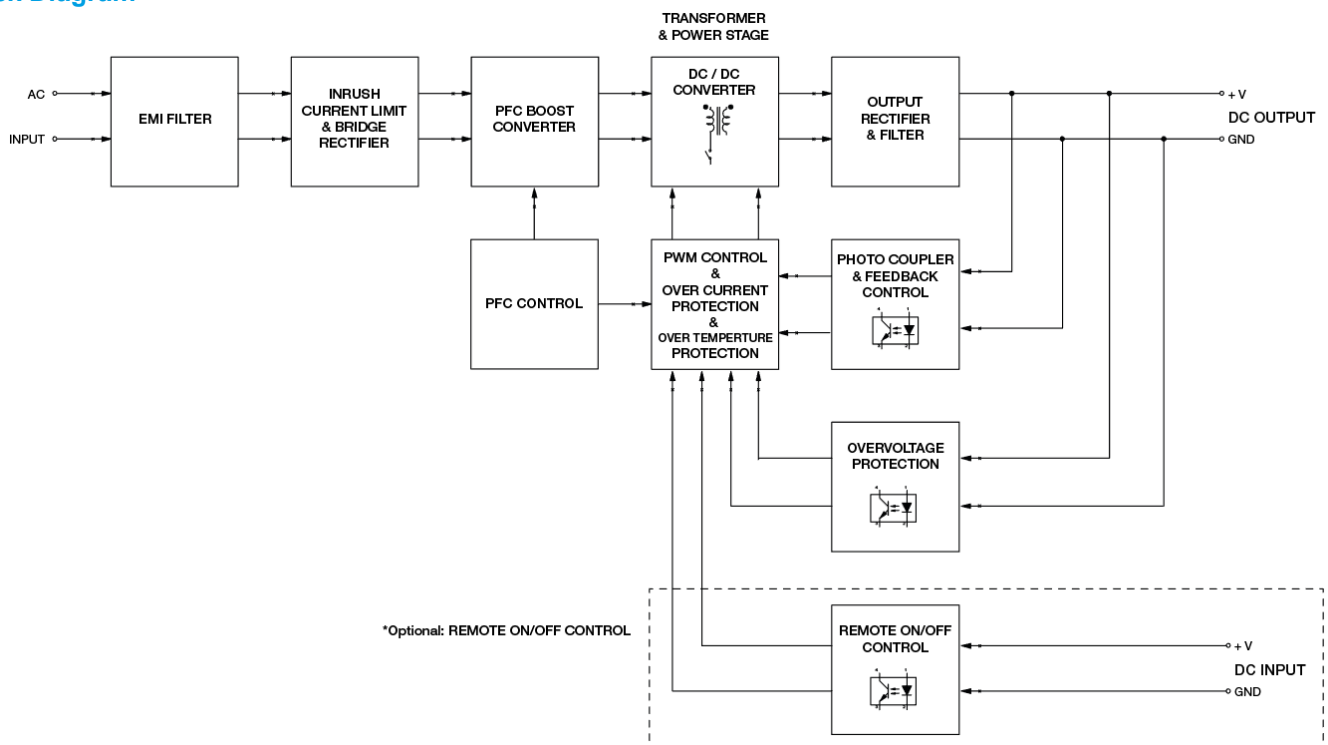 Diagram
TRANSFORMER
& POWER STAGE
AC
INPUT
EMI FILTER
INRUSH
CURRENT LIMIT
& BRIDGE
RECTIFIER
PFC BOOST
CONVERTER
DC / DC
CONVERTER
OUTPUT
RECTIFIER
& FILTER
+ V
DC OUTPUT
GND
PFC CONTROL
PWM CONTROL
&
OVER CURRENT
PROTECTION
&
OVER TEMPERTURE
PROTECTION
PHOTO COUPLER
& FEEDBACK
CONTROL
OVERVOLTAGE
PROTECTION
*Optional: REMOTE ON/OFF CONTROL
REMOTE ON/OFF
CONTROL
+ V
DC INPUT
GND